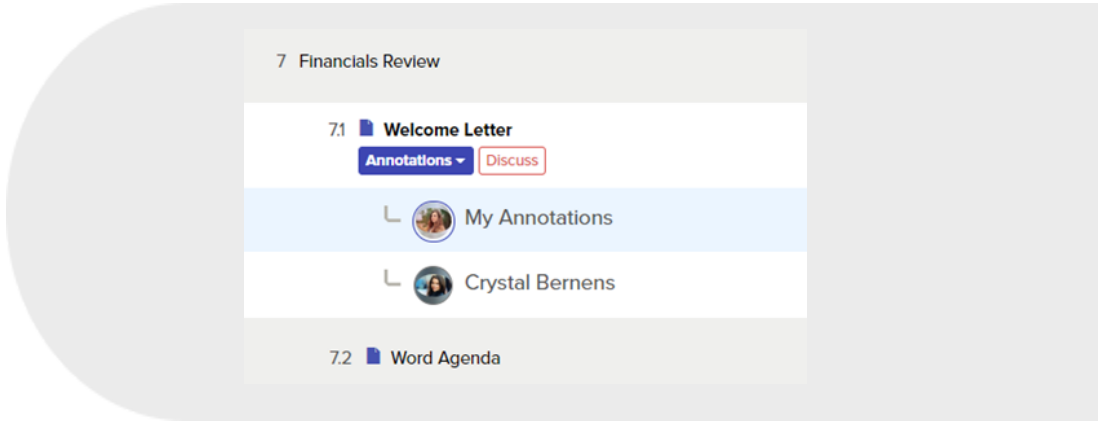 7 Financials Review
7.1 Welcome Letter
Annotations Discuss
My Annotations
Crystal Bernens
7.2 Word Agenda